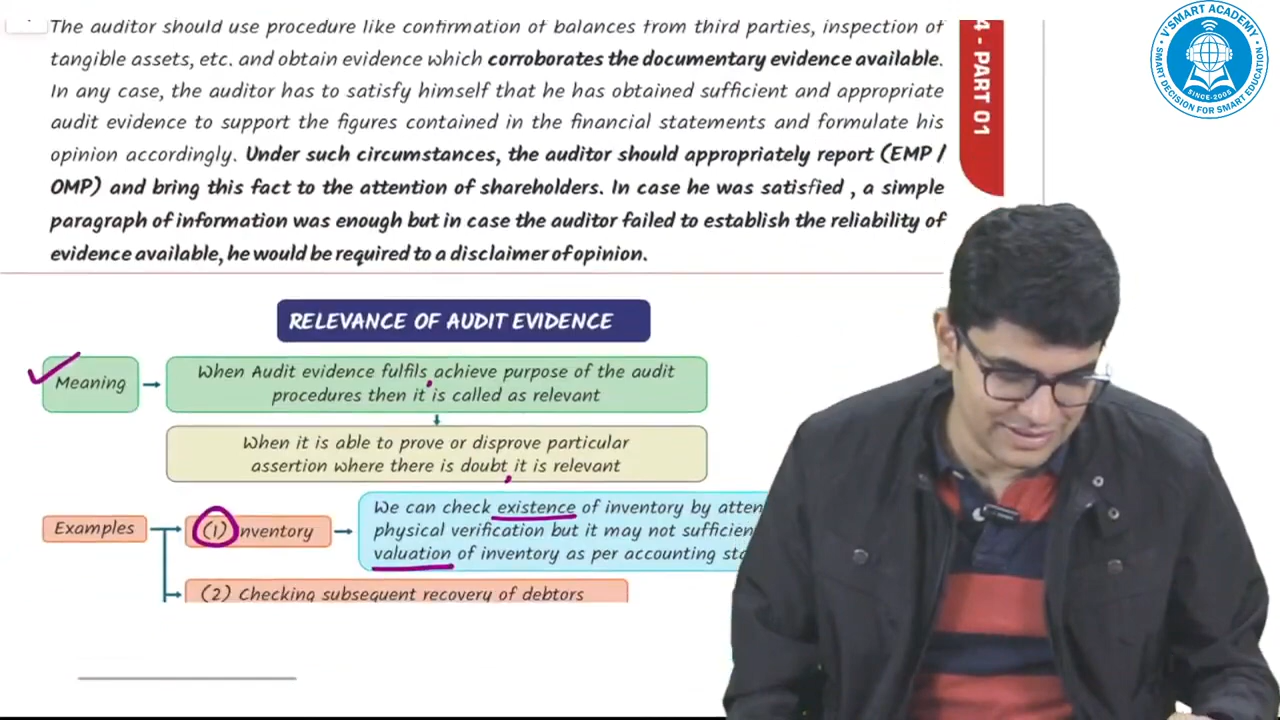 The auditor should use procedure like confirmation of balances from third parties, inspection of
tangible assets, etc. and obtain evidence which corroborates the documentary evidence available.
In any case, the auditor has to satisfy himself that he has obtained sufficient and appropriate
audit evidence to support the figures contained in the financial statements and formulate his
opinion accordingly. Under such circumstances, the auditor should appropriately report (EMP /
OMP) and bring this fact to the attention of shareholders. In case he was satisfied , a simple
paragraph of information was enough but in case the auditor failed to establish the reliability of
evidence available, he would be required to a disclaimer of opinion.
4 - PART 01
V'SMART ACADEMY
SMART DECISION FOR SMART EDUCATION
SINCE-2005
RELEVANCE OF AUDIT EVIDENCE
Meaning
When Audit evidence fulfils, achieve purpose of the audit
procedures then it is called as relevant
When it is able to prove or disprove particular
assertion where there is doubt, it is relevant
Examples
(1) Inventory
We can check existence of inventory by atten
physical verification but it may not sufficien
valuation of inventory as per accounting sta
(2) Checking subsequent recovery of debtors